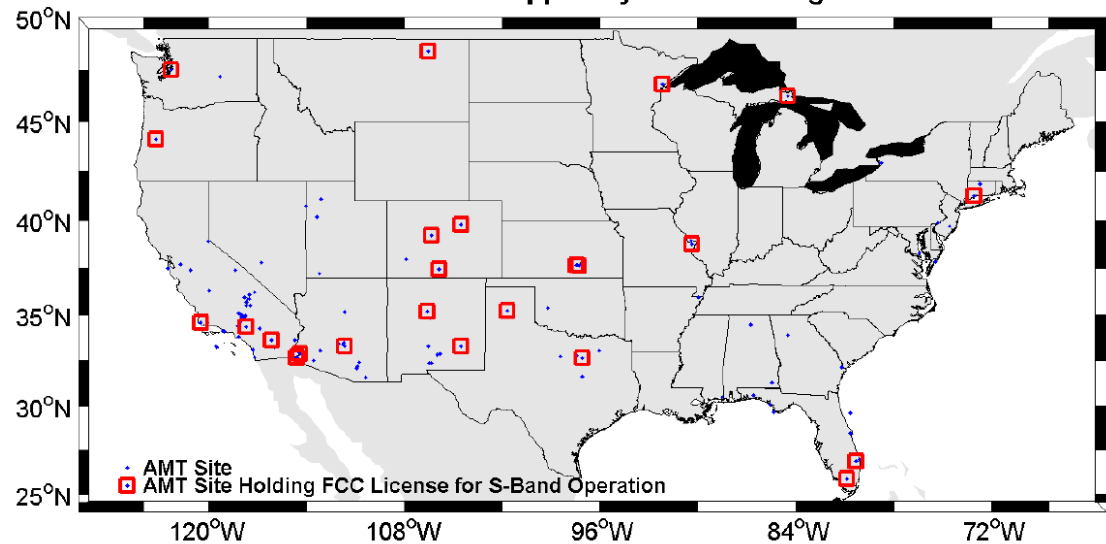 50°N
45°N
40°N
35°N
30°N
25°N
AMT Site
AMT Site Holding FCC License for S-Band Operation
120°W 108°W 96°W 84°W 72°W